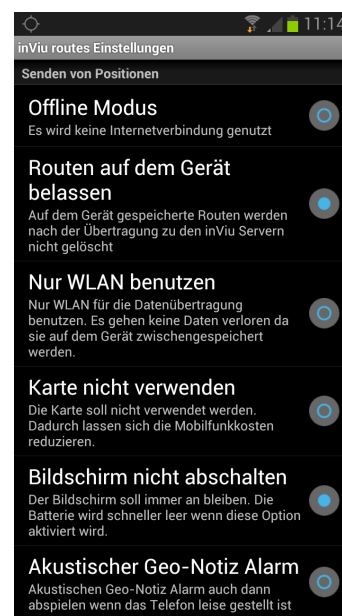 11:14
inViu routes Einstellungen
Senden von Positionen
Offline Modus
Es wird keine Internetverbindung genutzt
Routen auf dem Gerät
belassen
Auf dem Gerät gespeicherte Routen werden
nach der Übertragung zu den inViu Servern
nicht gelöscht
Nur WLAN benutzen
Nur WLAN für die Datenübertragung
benutzen. Es gehen keine Daten verloren da
sie auf dem Gerät zwischengespeichert
werden.
Karte nicht verwenden
Die Karte soll nicht verwendet werden.
Dadurch lassen sich die Mobilfunkkosten
reduzieren.
Bildschirm nicht abschalten
Der Bildschirm soll immer an bleiben. Die
Batterie wird schneller leer wenn diese Option
aktiviert wird.
Akustischer Geo-Notiz Alarm
Akustischen Geo-Notiz Alarm auch dann
abspielen wenn das Telefon leise gestellt ist